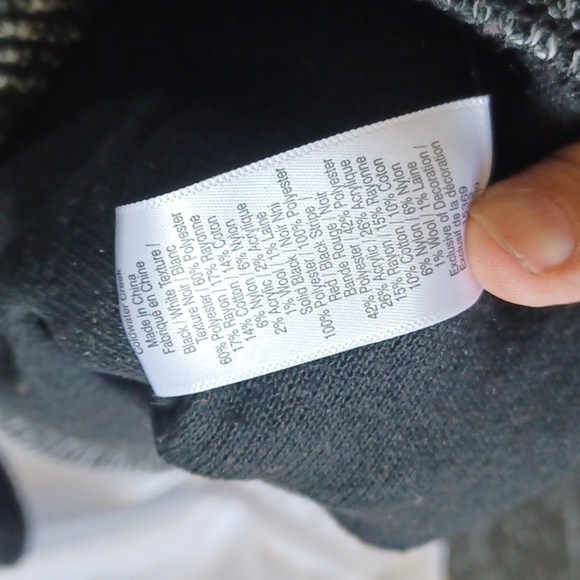 Coldwater Creek
Made in China
Fabriqué en Chine
Fabric / Texture /
Black / White Blanc
Texture Noir
60% Polyester 60% Polyester
17% Rayon / 17% Rayonne
14% Cotton / 14% Coton
6% Nylon / 6% Nylon
2% Acrylic / 2% Acrylique
1% Wool / 1% Laine
Solid Black / Noir Uni
100% Polyester
Red / Black Stripe /
Bande Rouge / Noir
42% Polyester / 42% Polyester
26% Acrylic / 26% Acrylique
15% Rayon / 15% Rayonne
10% Cotton / 10% Coton
6% Nylon / 6% Nylon
1% Wool / 1% Laine
Exclusive of Decoration /
Exclusif de la décoration